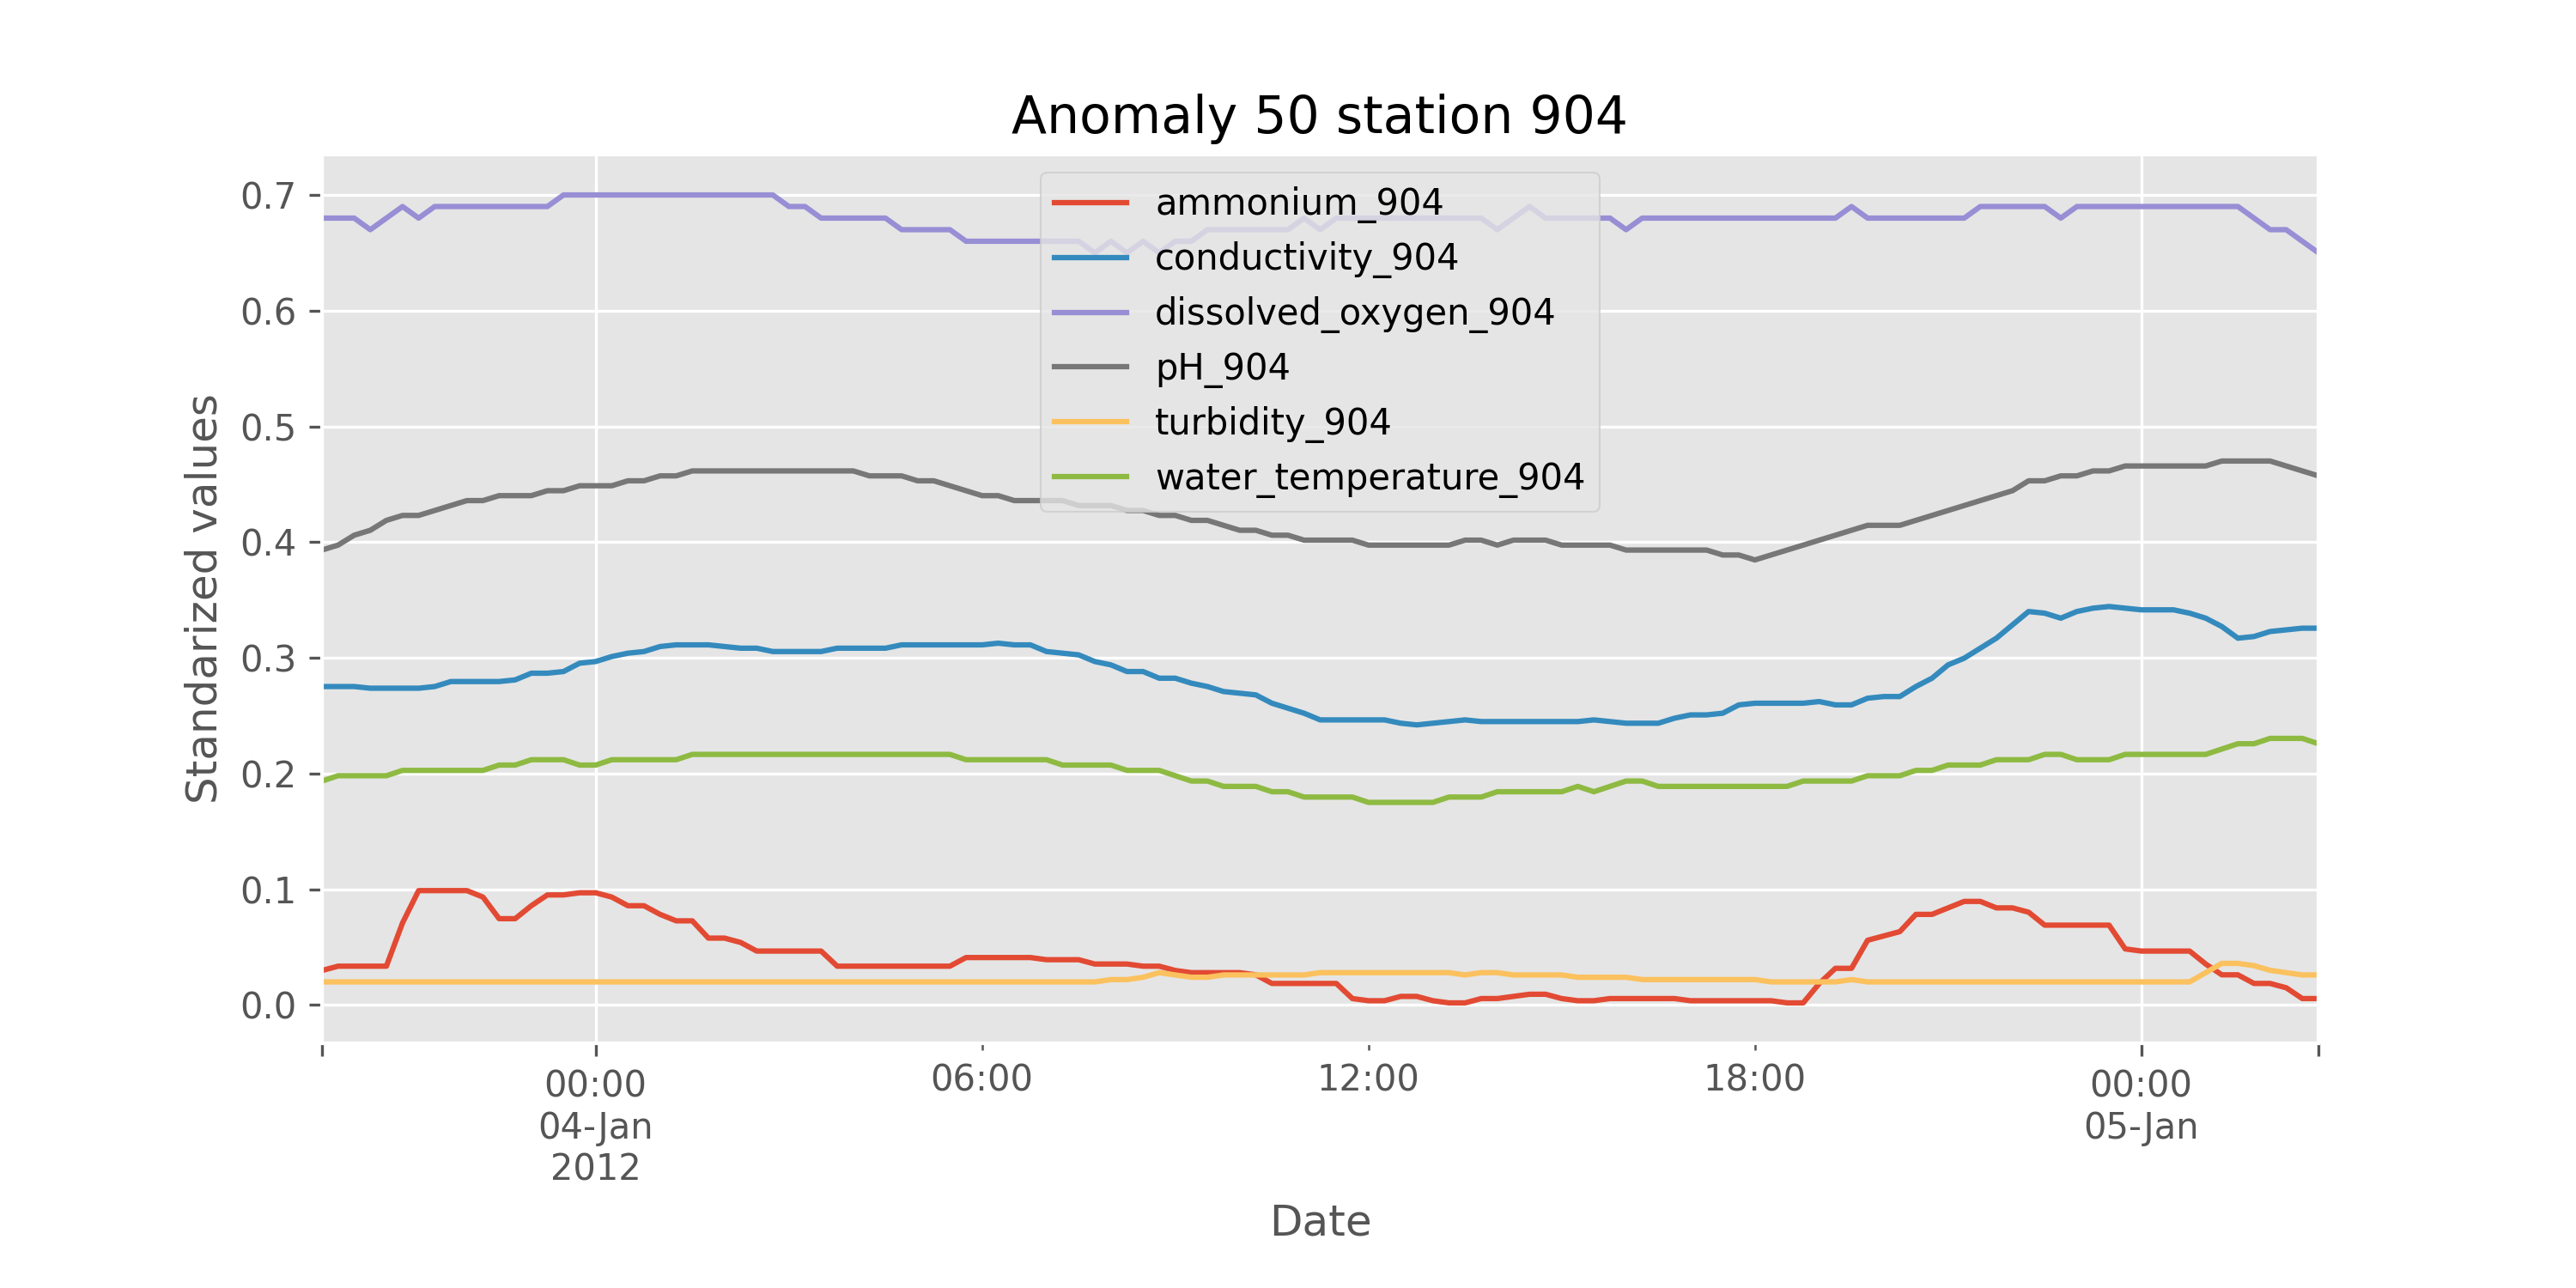 Anomaly 50 station 904
ammonium_904
conductivity_904
dissolved_oxygen_904
pH_904
turbidity_904
water_temperature_904
Standarized values
0.7
0.6
0.5
0.4
0.3
0.2
0.1
0.0
00:00
04-Jan
2012
06:00
12:00
18:00
00:00
05-Jan
Date